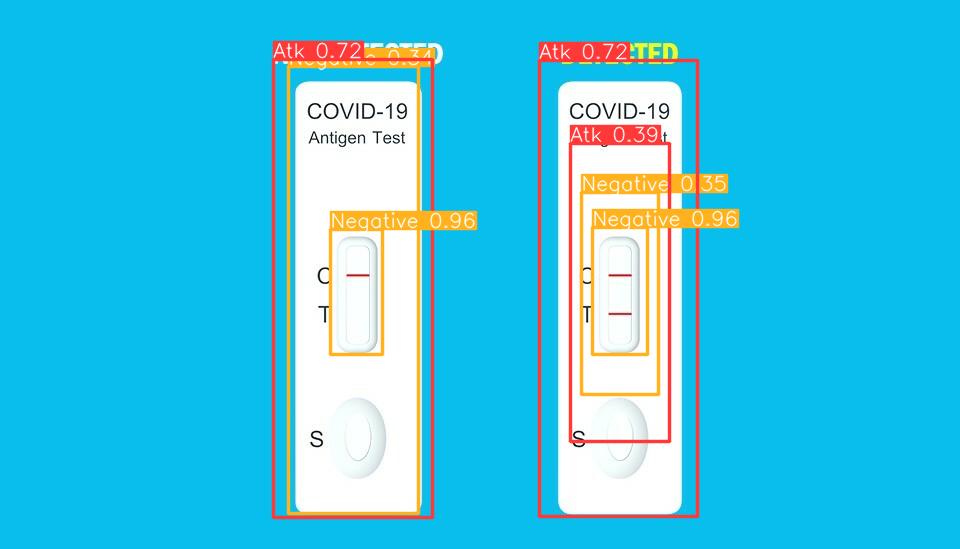 Atk 0.72
Negative 0.34
COVID-19
Antigen Test
Negative 0.96
C
T
S
Atk 0.72
COVID-19
Atk 0.39
Negative 0.35
Negative 0.96
C
T
S